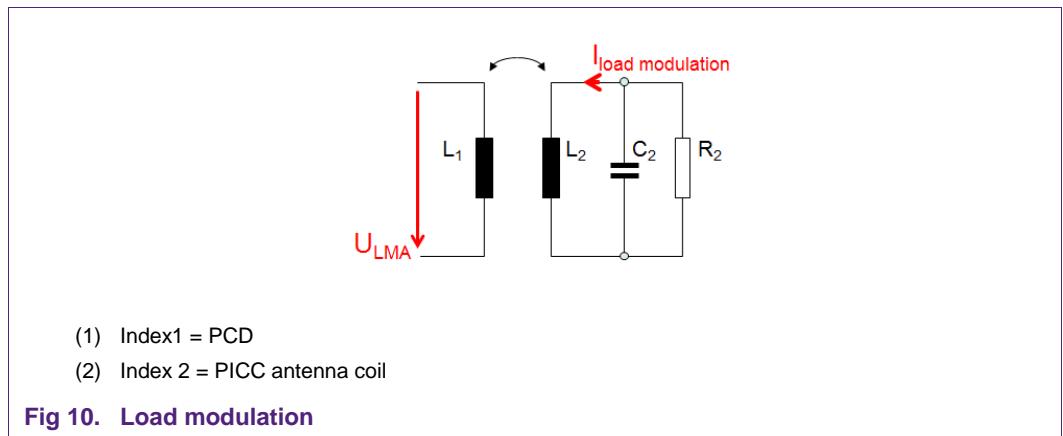 I load modulation
L1
L2
C2
R2
ULMA
(1) Index1 = PCD
(2) Index 2 = PICC antenna coil
Fig 10. Load modulation